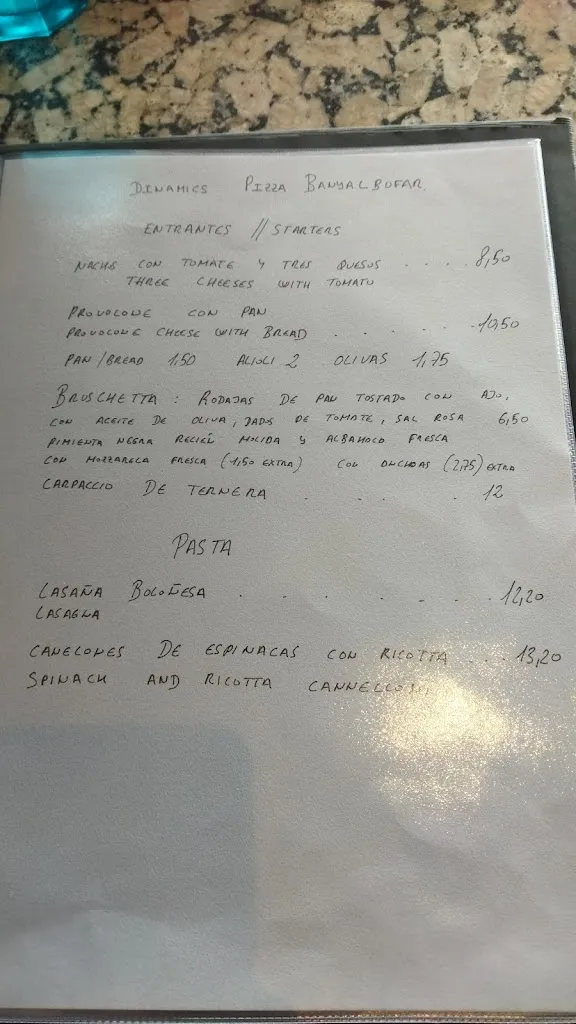 DINAMICS PIZZA BANYALBUFAR.
ENTRANTES // STARTERS
NACHOS CON TOMATE Y TRES QUESOS .... 8,50
THREE CHEESES WITH TOMATO
PROVOLONE CON PAN
PROVOLONE CHEESE WITH BREAD . . . . 10,50
PAN/BREAD 1,50 ALIOLI 2 OLIVAS 1,75
BRUSCHETTA : RODAJAS DE PAN TOSTADO CON AJO,
CON ACEITE DE OLIVA, DADOS DE TOMATE, SAL ROSA 6,50
PIMIENTA NEGRA RECIEN MOLIDA Y ALBAHACA FRESCA
CON MOZZARELA FRESCA (1,50 EXTRA) CON ANCHOAS (2,75) EXTRA
CARPACCIO DE TERNERA . . . . 12
PASTA
LASAÑA BOLOÑESA . . . . . . . 12,20
LASAGNA
CANELONES DE ESPINACAS CON RICOTTA ... 13,20
SPINACH AND RICOTTA